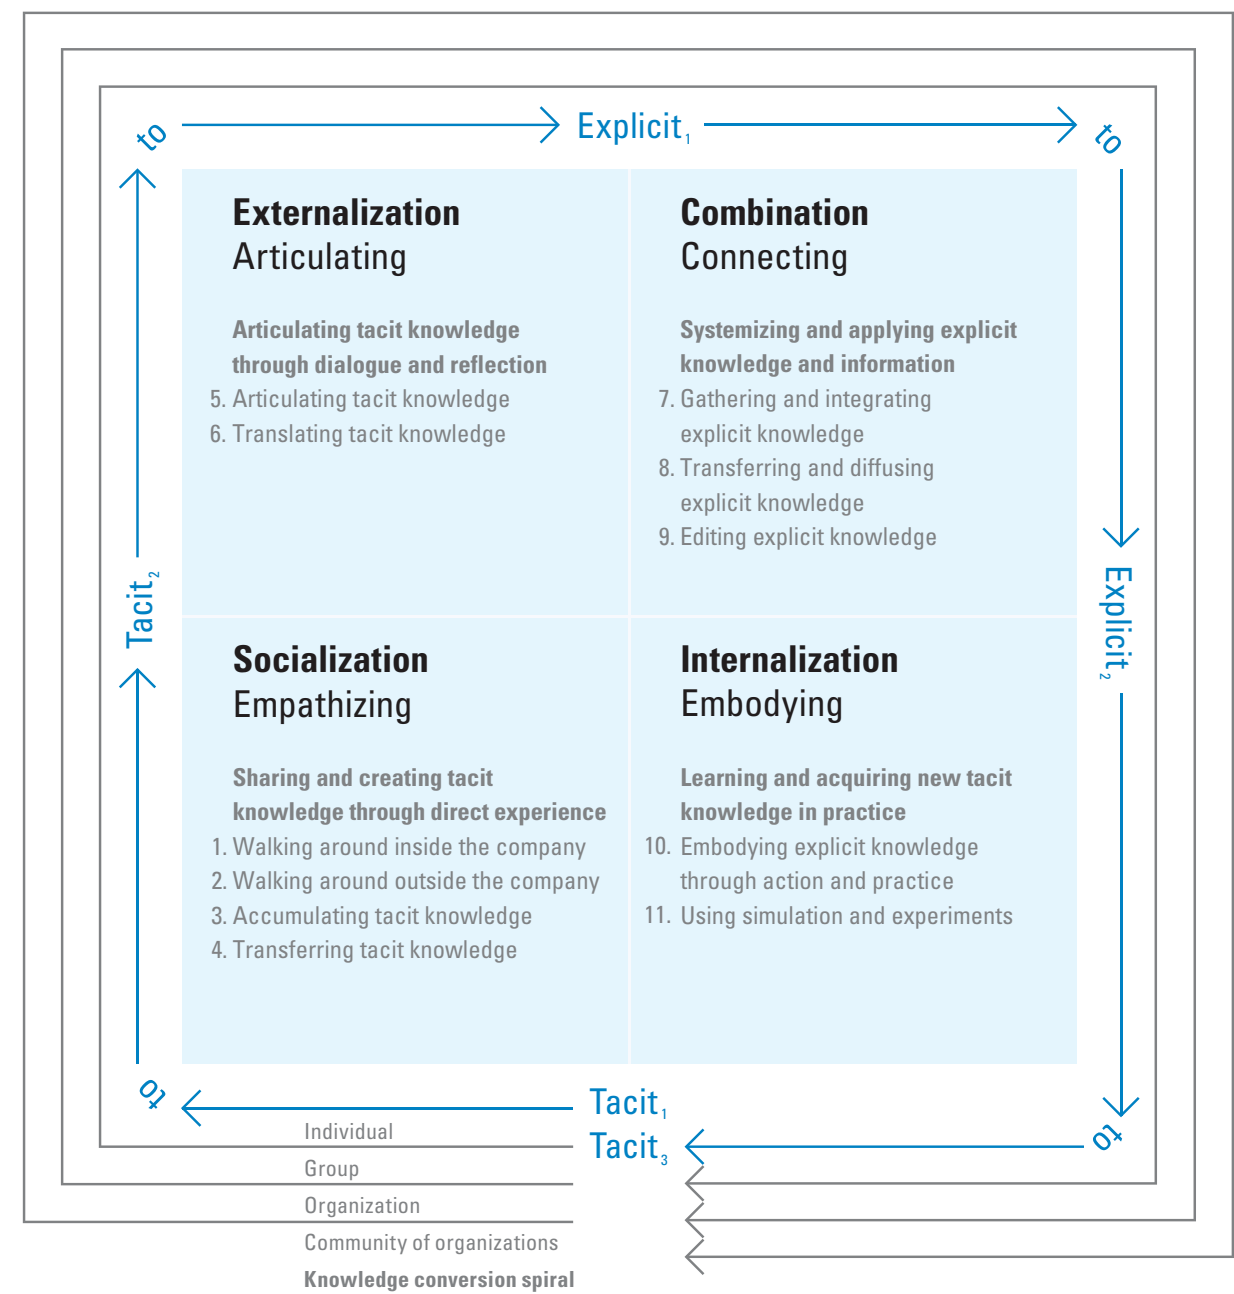 to
Explicit1
to
Externalization
Articulating
Articulating tacit knowledge
through dialogue and reflection
5. Articulating tacit knowledge
6. Translating tacit knowledge
Combination
Connecting
Systemizing and applying explicit
knowledge and information
7. Gathering and integrating
explicit knowledge
8. Transferring and diffusing
explicit knowledge
9. Editing explicit knowledge
Tacit2
Explicit2
Socialization
Empathizing
Sharing and creating tacit
knowledge through direct experience
1. Walking around inside the company
2. Walking around outside the company
3. Accumulating tacit knowledge
4. Transferring tacit knowledge
Internalization
Embodying
Learning and acquiring new tacit
knowledge in practice
10. Embodying explicit knowledge
through action and practice
11. Using simulation and experiments
to
Tacit1
Tacit3
to
Individual
Group
Organization
Community of organizations
Knowledge conversion spiral